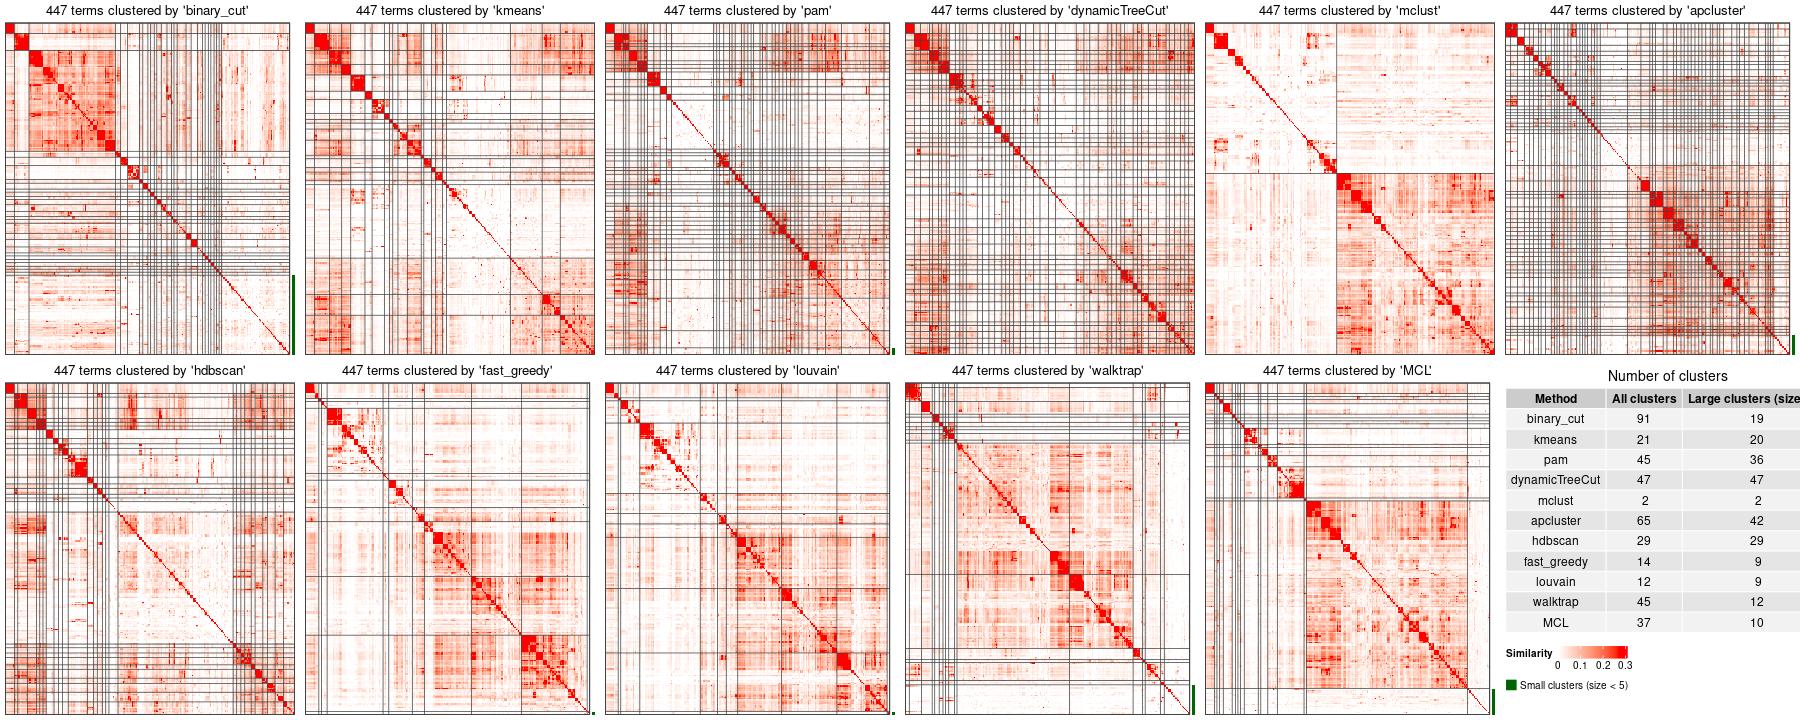 447 terms clustered by 'binary_cut'
447 terms clustered by 'kmeans'
447 terms clustered by 'pam'
447 terms clustered by 'dynamicTreeCut'
447 terms clustered by 'mclust'
447 terms clustered by 'apcluster'
447 terms clustered by 'hdbscan'
447 terms clustered by 'fast_greedy'
447 terms clustered by 'louvain'
447 terms clustered by 'walktrap'
447 terms clustered by 'MCL'
Number of clusters
Method All clusters Large clusters (size
binary_cut 91 19
kmeans 21 20
pam 45 36
dynamicTreeCut 47 47
mclust 2 2
apcluster 65 42
hdbscan 29 29
fast_greedy 14 9
louvain 12 9
walktrap 45 12
MCL 37 10
Similarity
0 0.1 0.2 0.3
Small clusters (size < 5)